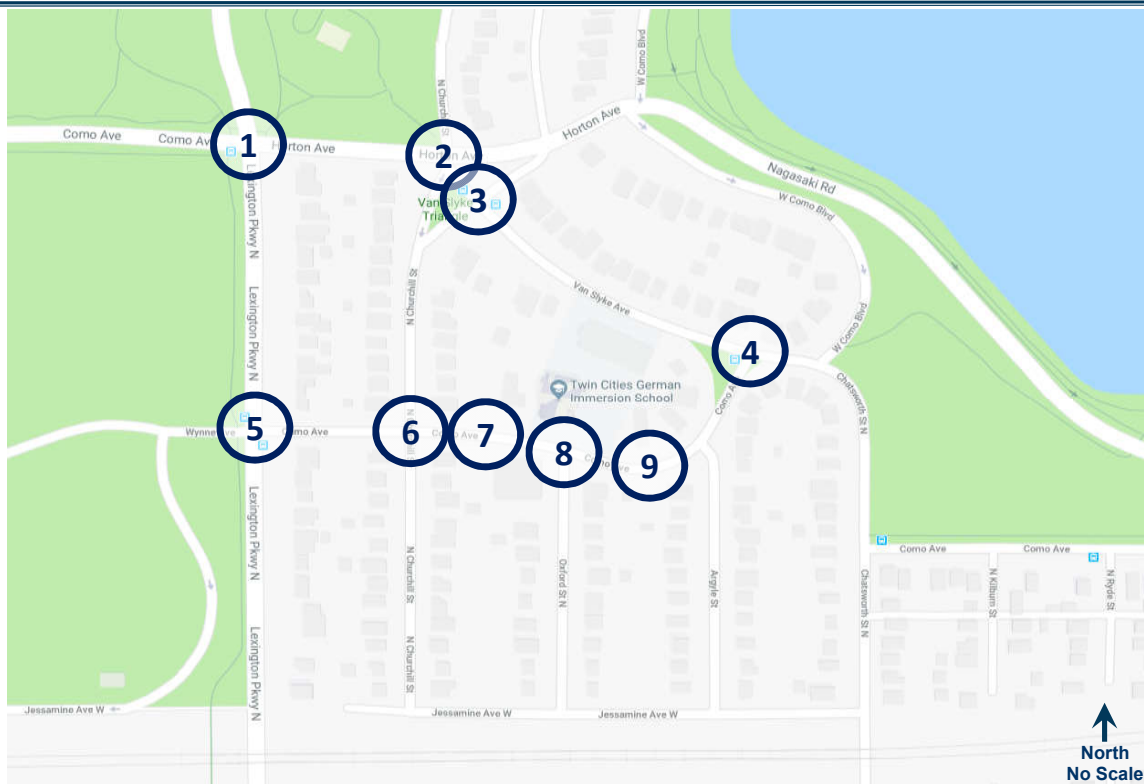 N Churchill St
W Como Blvd
Horton Ave
Como Ave
Como Ave
1
Horton Ave
2
Horton Ave
3
Van Slyke
Triangle
Nagasaki Rd
W Como Blvd
Lexington Pkwy N
N Churchill St
Van Slyke Ave
Lexington Pkwy N
W Como Blvd
4
Twin Cities German
Immersion School
Como Ave
Chatsworth St N
Wynne Ave
5
Como Ave
6
Como Ave
7
8
Como Ave
9
Lexington Pkwy N
N Churchill St
Oxford St N
Argyle St
Chatsworth St N
Como Ave
Como Ave
N Kilburn St
N Ryde St
Lexington Pkwy N
N Churchill St
Jessamine Ave W
Jessamine Ave W
Jessamine Ave W
North
No Scale